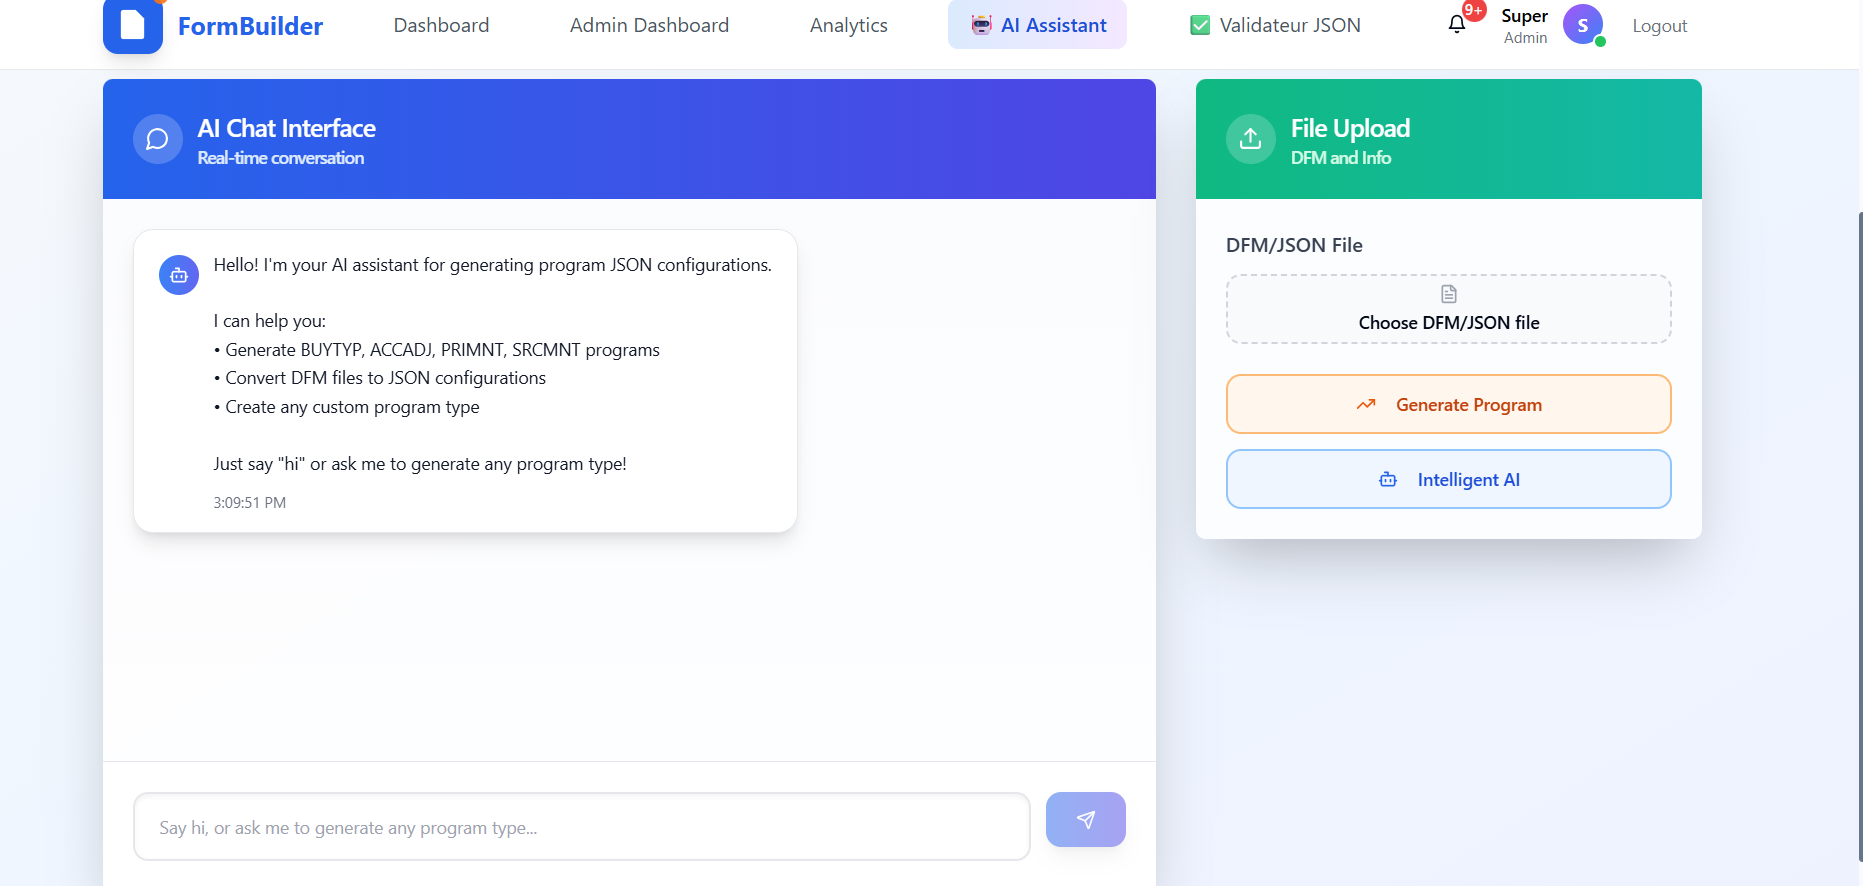 FormBuilder
Dashboard
Admin Dashboard
Analytics
AI Assistant
Validateur JSON
9+
Super
Admin
S
Logout
AI Chat Interface
Real-time conversation
Hello! I'm your AI assistant for generating program JSON configurations.
I can help you:
• Generate BUYTYP, ACCADJ, PRIMNT, SRCMNT programs
• Convert DFM files to JSON configurations
• Create any custom program type
Just say "hi" or ask me to generate any program type!
3:09:51 PM
Say hi, or ask me to generate any program type...
File Upload
DFM and Info
DFM/JSON File
Choose DFM/JSON file
Generate Program
Intelligent AI